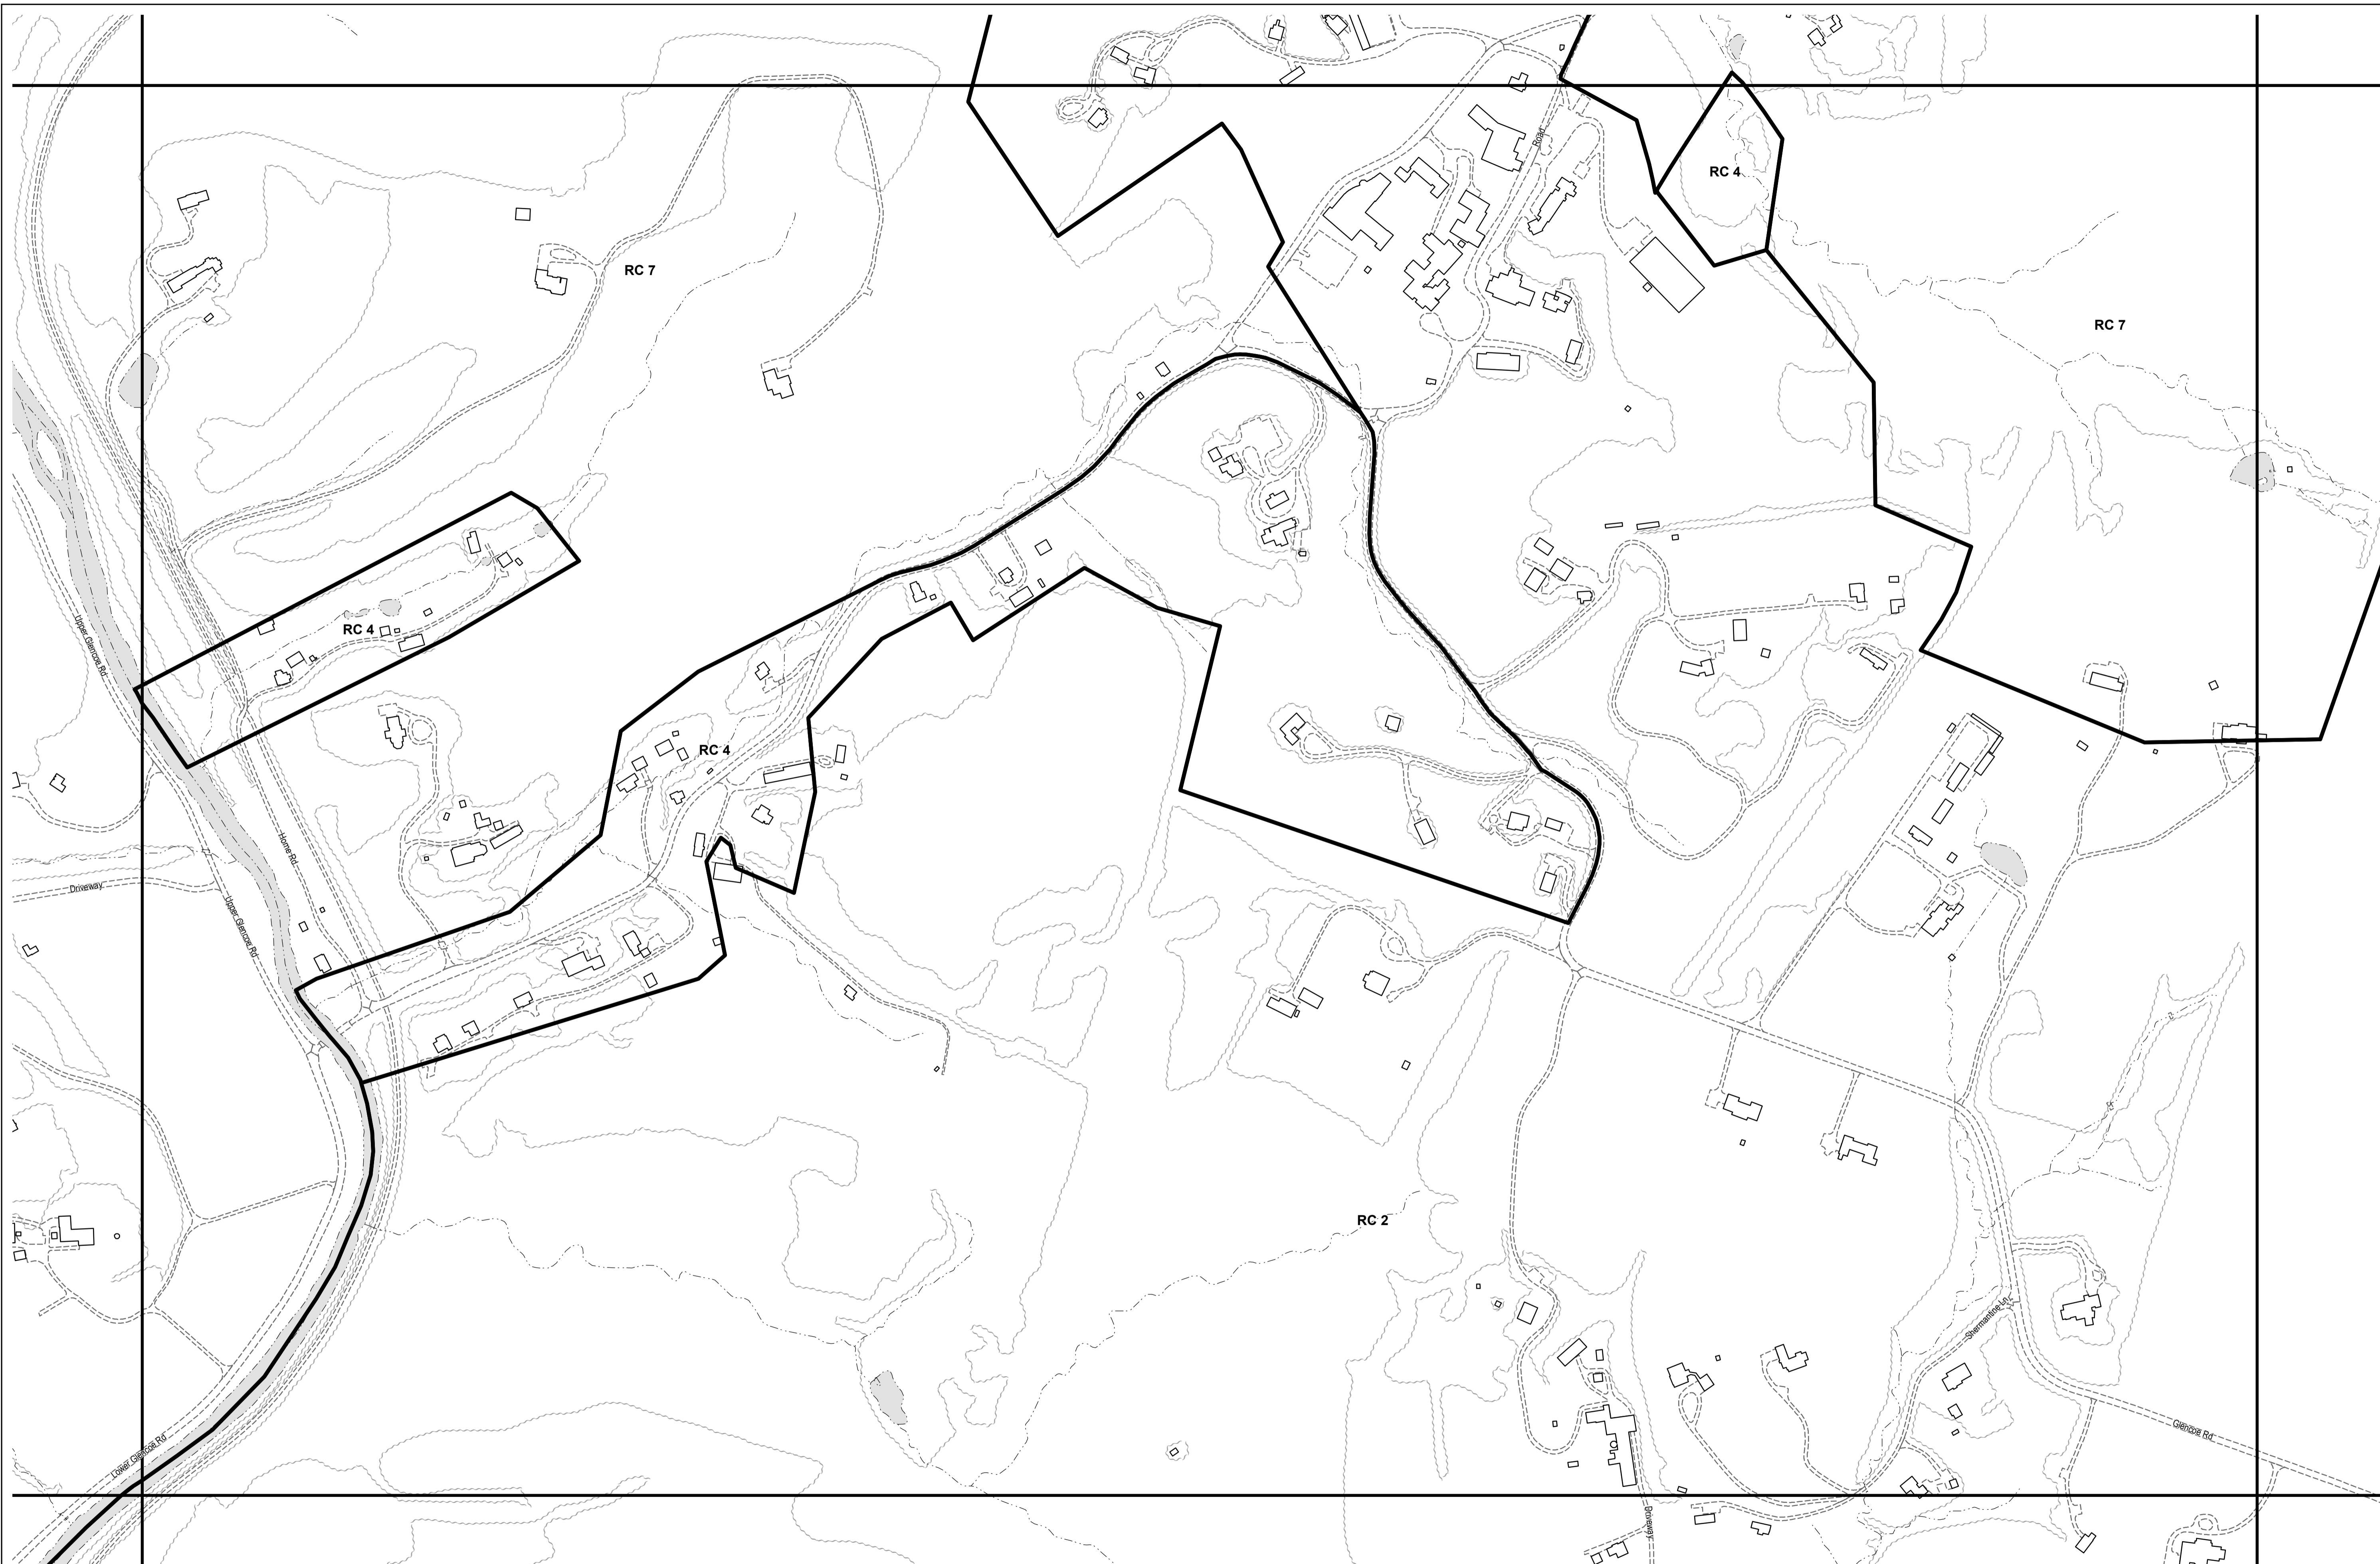 Road
RC 4
RC 7
RC 7
RC 4
Upper Glencoe Rd
RC 4
Home Rd
Driveway
Upper Glencoe Rd
RC 2
Shermantine Ln
Glencoe Rd
Lower Glencoe Rd
Driveway